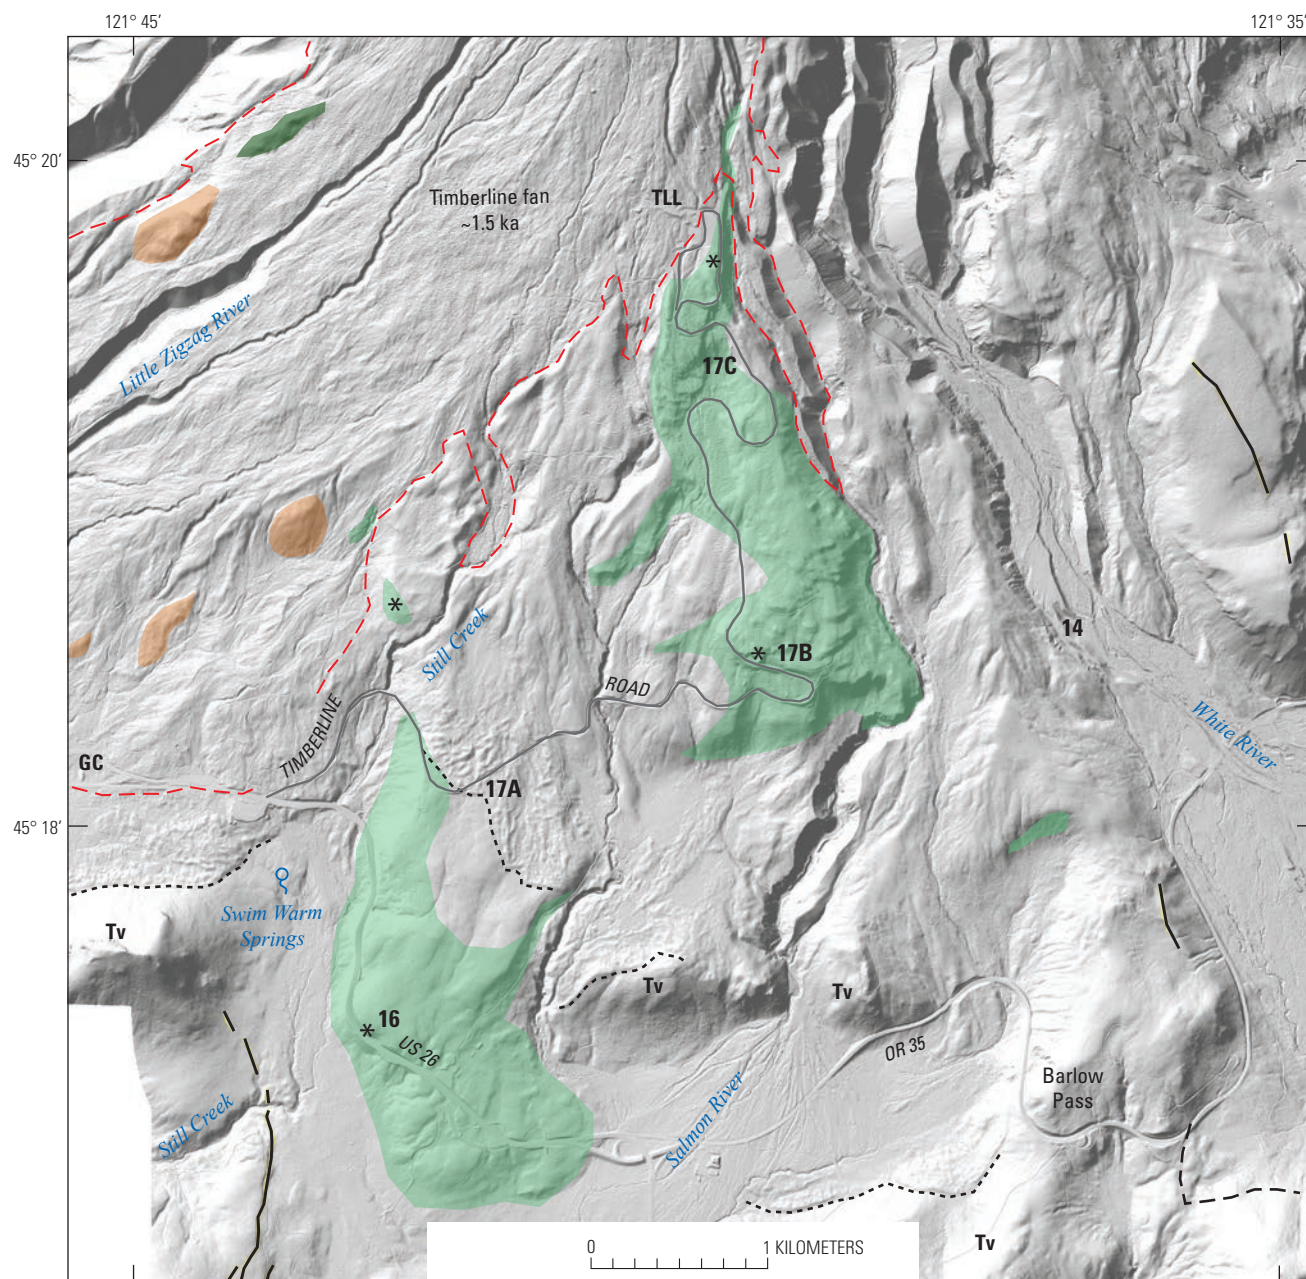 121° 45′
121° 35′
45° 20′
Timberline fan
~1.5 ka
TLL
*
Little Zigzag River
17C
*
Still Creek
14
* 17B
ROAD
White River
TIMBERLINE
GC
17A
45° 18′
Swim Warm
Springs
Tv
Tv
Tv
* 16
US 26
OR 35
Barlow
Pass
Still Creek
Salmon River
Tv
0 1 KILOMETERS